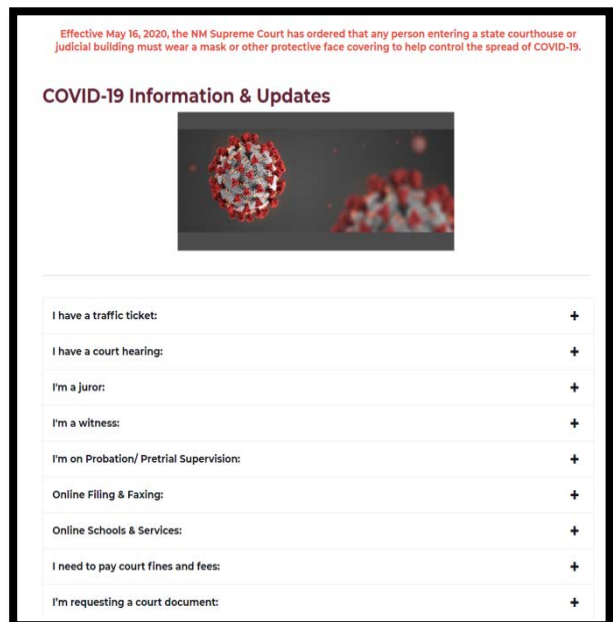 Effective May 16, 2020, the NM Supreme Court has ordered that any person entering a state courthouse or
judicial building must wear a mask or other protective face covering to help control the spread of COVID-19.
COVID-19 Information & Updates
I have a traffic ticket: +
I have a court hearing: +
I'm a juror: +
I'm a witness: +
I'm on Probation/ Pretrial Supervision: +
Online Filing & Faxing: +
Online Schools & Services: +
I need to pay court fines and fees: +
I'm requesting a court document: +